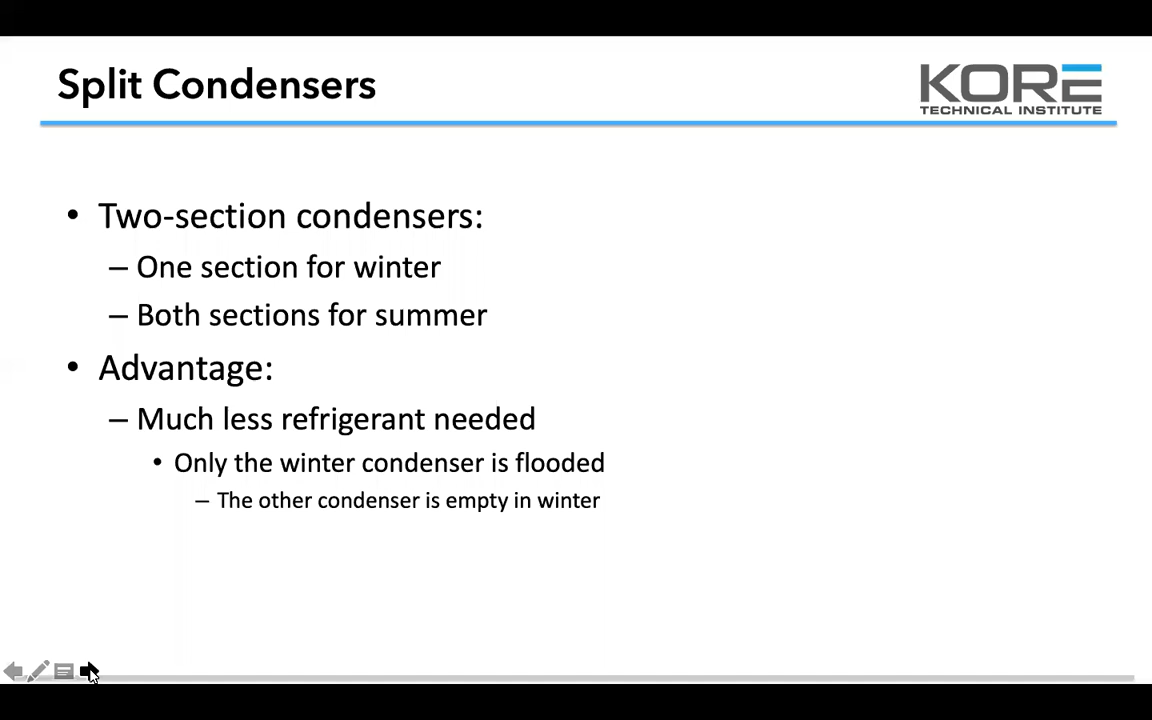 Split Condensers
KORE
TECHNICAL INSTITUTE
• Two-section condensers:
– One section for winter
– Both sections for summer
• Advantage:
– Much less refrigerant needed
• Only the winter condenser is flooded
– The other condenser is empty in winter